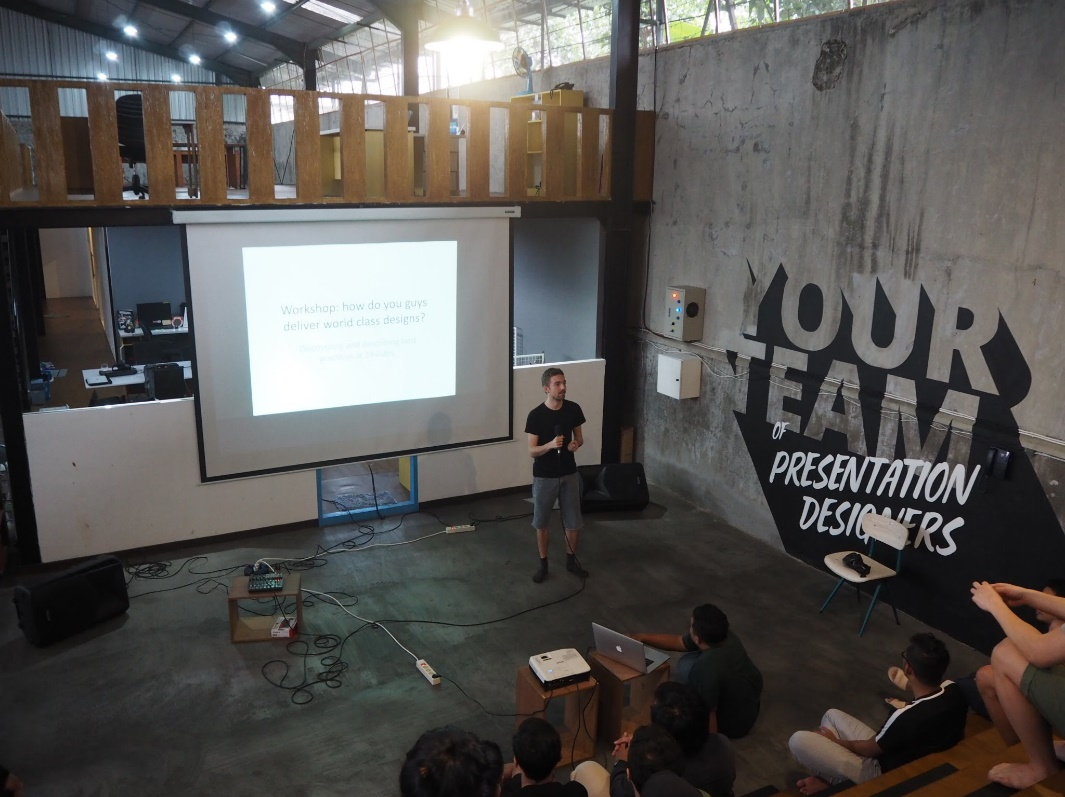 Workshop: how do you guys
deliver world class designs?
YOUR
TEAM
OF
PRESENTATION
DESIGNERS